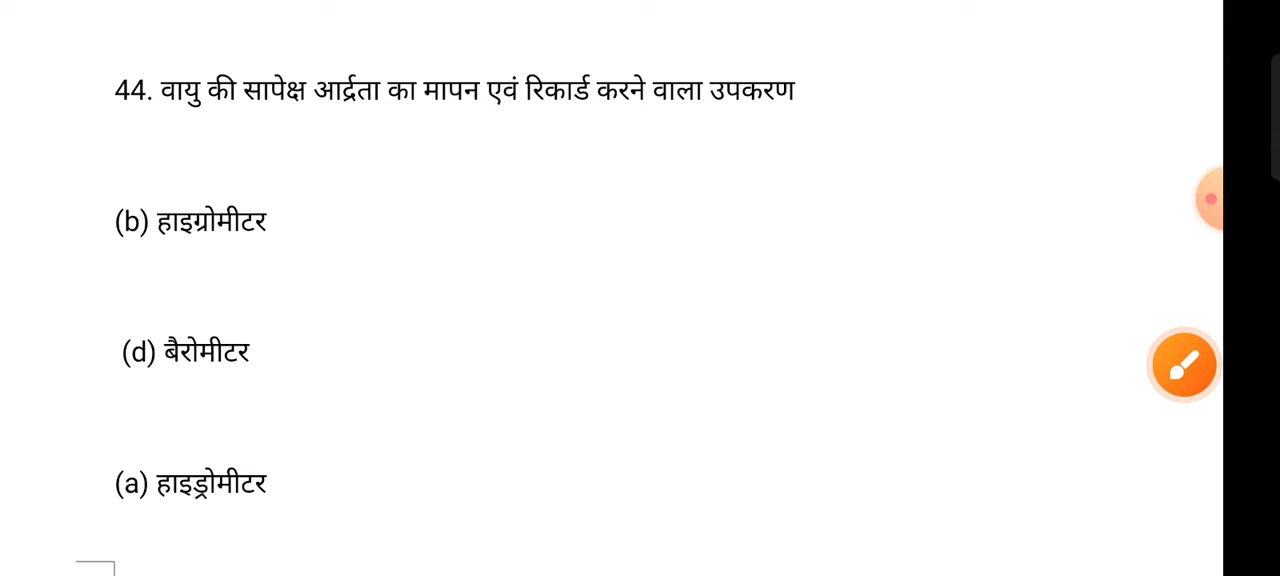 44. वायु की सापेक्ष आर्द्रता का मापन एवं रिकार्ड करने वाला उपकरण
(b) हाइग्रोमीटर
(d) बैरोमीटर
(a) हाइड्रोमीटर